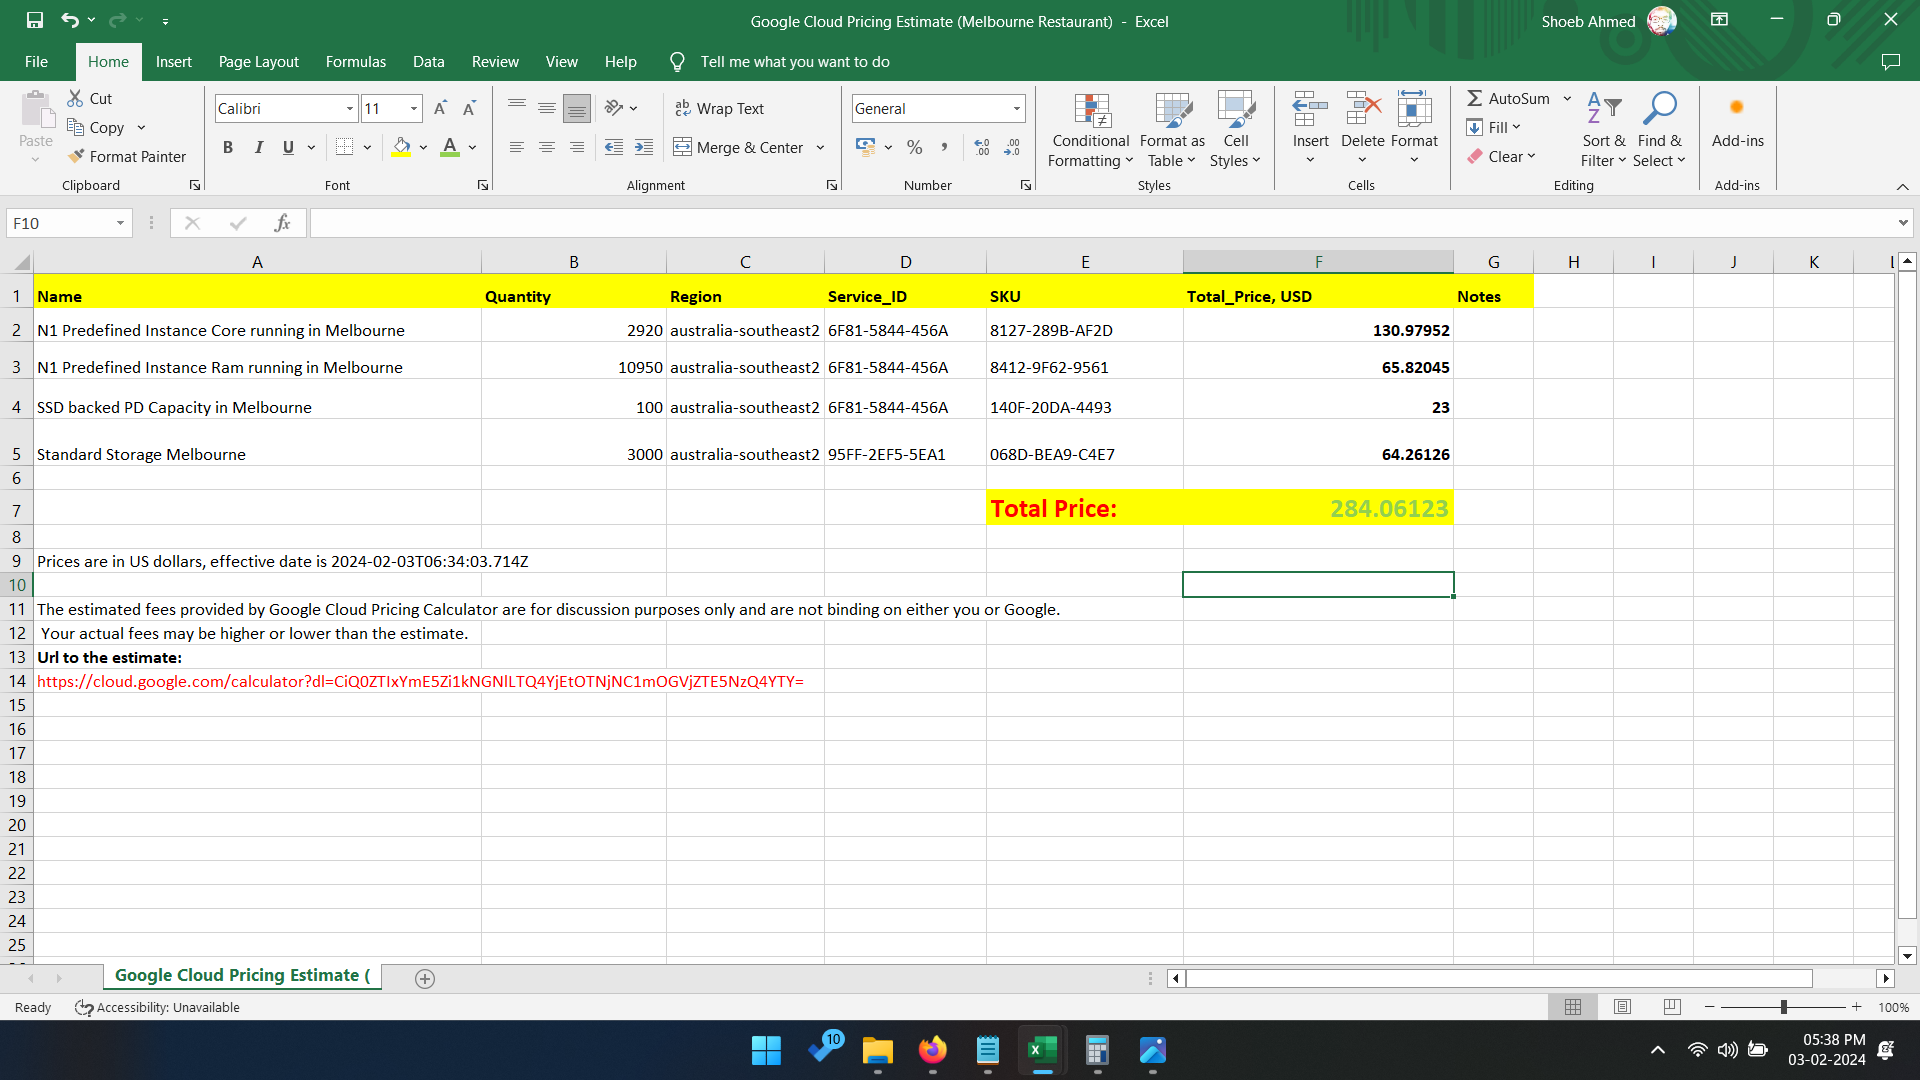 Google Cloud Pricing Estimate (Melbourne Restaurant) - Excel
Shoeb Ahmed
File Home Insert Page Layout Formulas Data Review View Help Tell me what you want to do
Paste
Cut
Copy
Format Painter
Clipboard
Calibri 11
B I U A
Font
Wrap Text
Merge & Center
Alignment
General
% ,
Number
Conditional Formatting
Format as Table
Cell Styles
Styles
Insert Delete Format
Cells
AutoSum
Fill
Clear
Sort & Filter
Find & Select
Editing
Add-ins
Add-ins
F10 fx
A B C D E F G H I J K L
1 Name Quantity Region Service_ID SKU Total_Price, USD Notes
2 N1 Predefined Instance Core running in Melbourne 2920 australia-southeast2 6F81-5844-456A 8127-289B-AF2D 130.97952
3 N1 Predefined Instance Ram running in Melbourne 10950 australia-southeast2 6F81-5844-456A 8412-9F62-9561 65.82045
4 SSD backed PD Capacity in Melbourne 100 australia-southeast2 6F81-5844-456A 140F-20DA-4493 23
5 Standard Storage Melbourne 3000 australia-southeast2 95FF-2EF5-5EA1 068D-BEA9-C4E7 64.26126
6
7 Total Price: 284.06123
8
9 Prices are in US dollars, effective date is 2024-02-03T06:34:03.714Z
10
11 The estimated fees provided by Google Cloud Pricing Calculator are for discussion purposes only and are not binding on either you or Google.
12 Your actual fees may be higher or lower than the estimate.
13 Url to the estimate:
14 https://cloud.google.com/calculator?dl=CiQ0ZTIxYmE5Zi1kNGNlLTQ4YjEtOTNjNC1mOGVjZTE5NzQ4YTY=
15
16
17
18
19
20
21
22
23
24
25
Google Cloud Pricing Estimate (
Ready Accessibility: Unavailable 100%
10
05:38 PM
03-02-2024